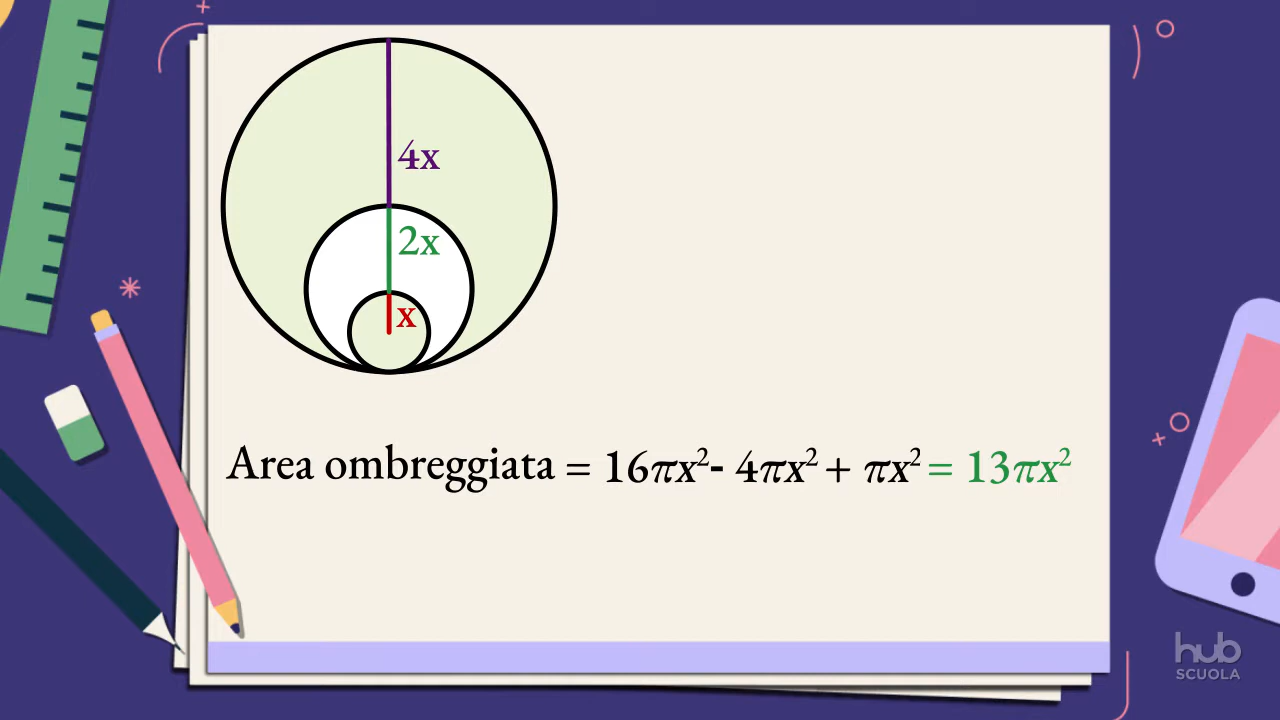 4x
2x
x
Area ombreggiata = 16πx² - 4πx² + πx² = 13πx²
hub
SCUOLA